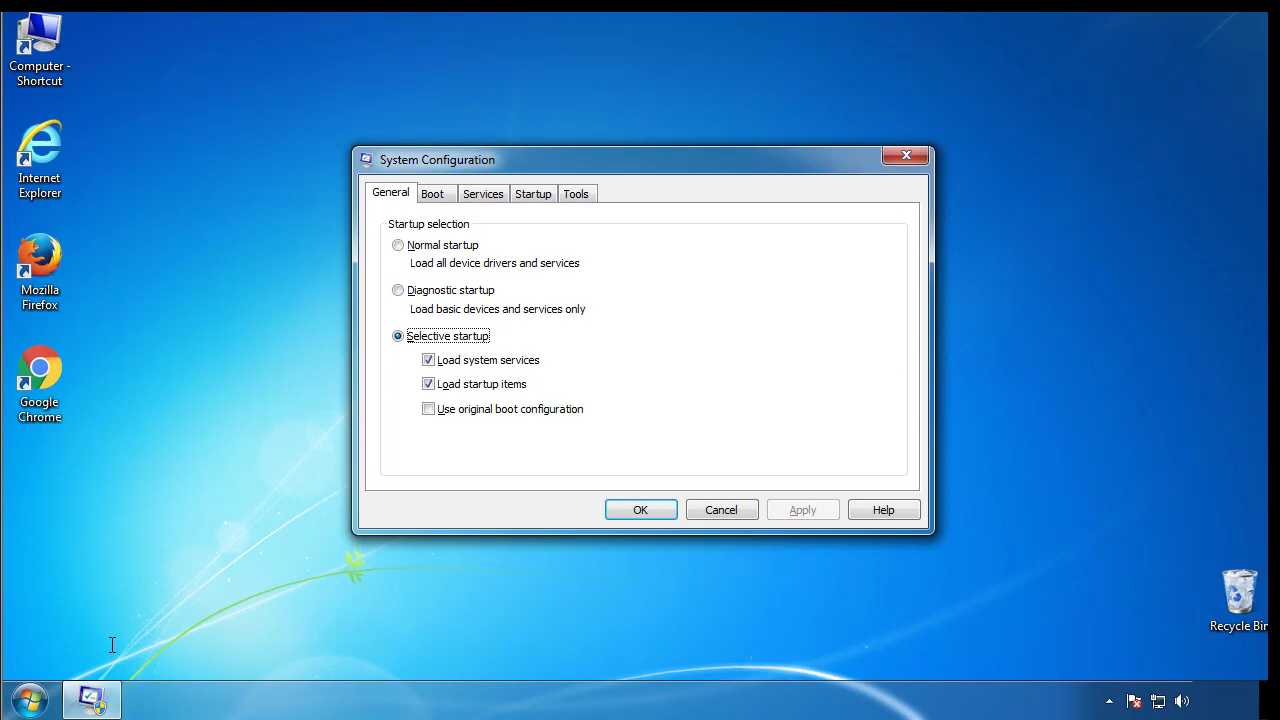 Computer -
Shortcut
Internet
Explorer
Mozilla
Firefox
Google
Chrome
System Configuration
General Boot Services Startup Tools
Startup selection
Normal startup
Load all device drivers and services
Diagnostic startup
Load basic devices and services only
Selective startup
Load system services
Load startup items
Use original boot configuration
OK Cancel Apply Help
Recycle Bin